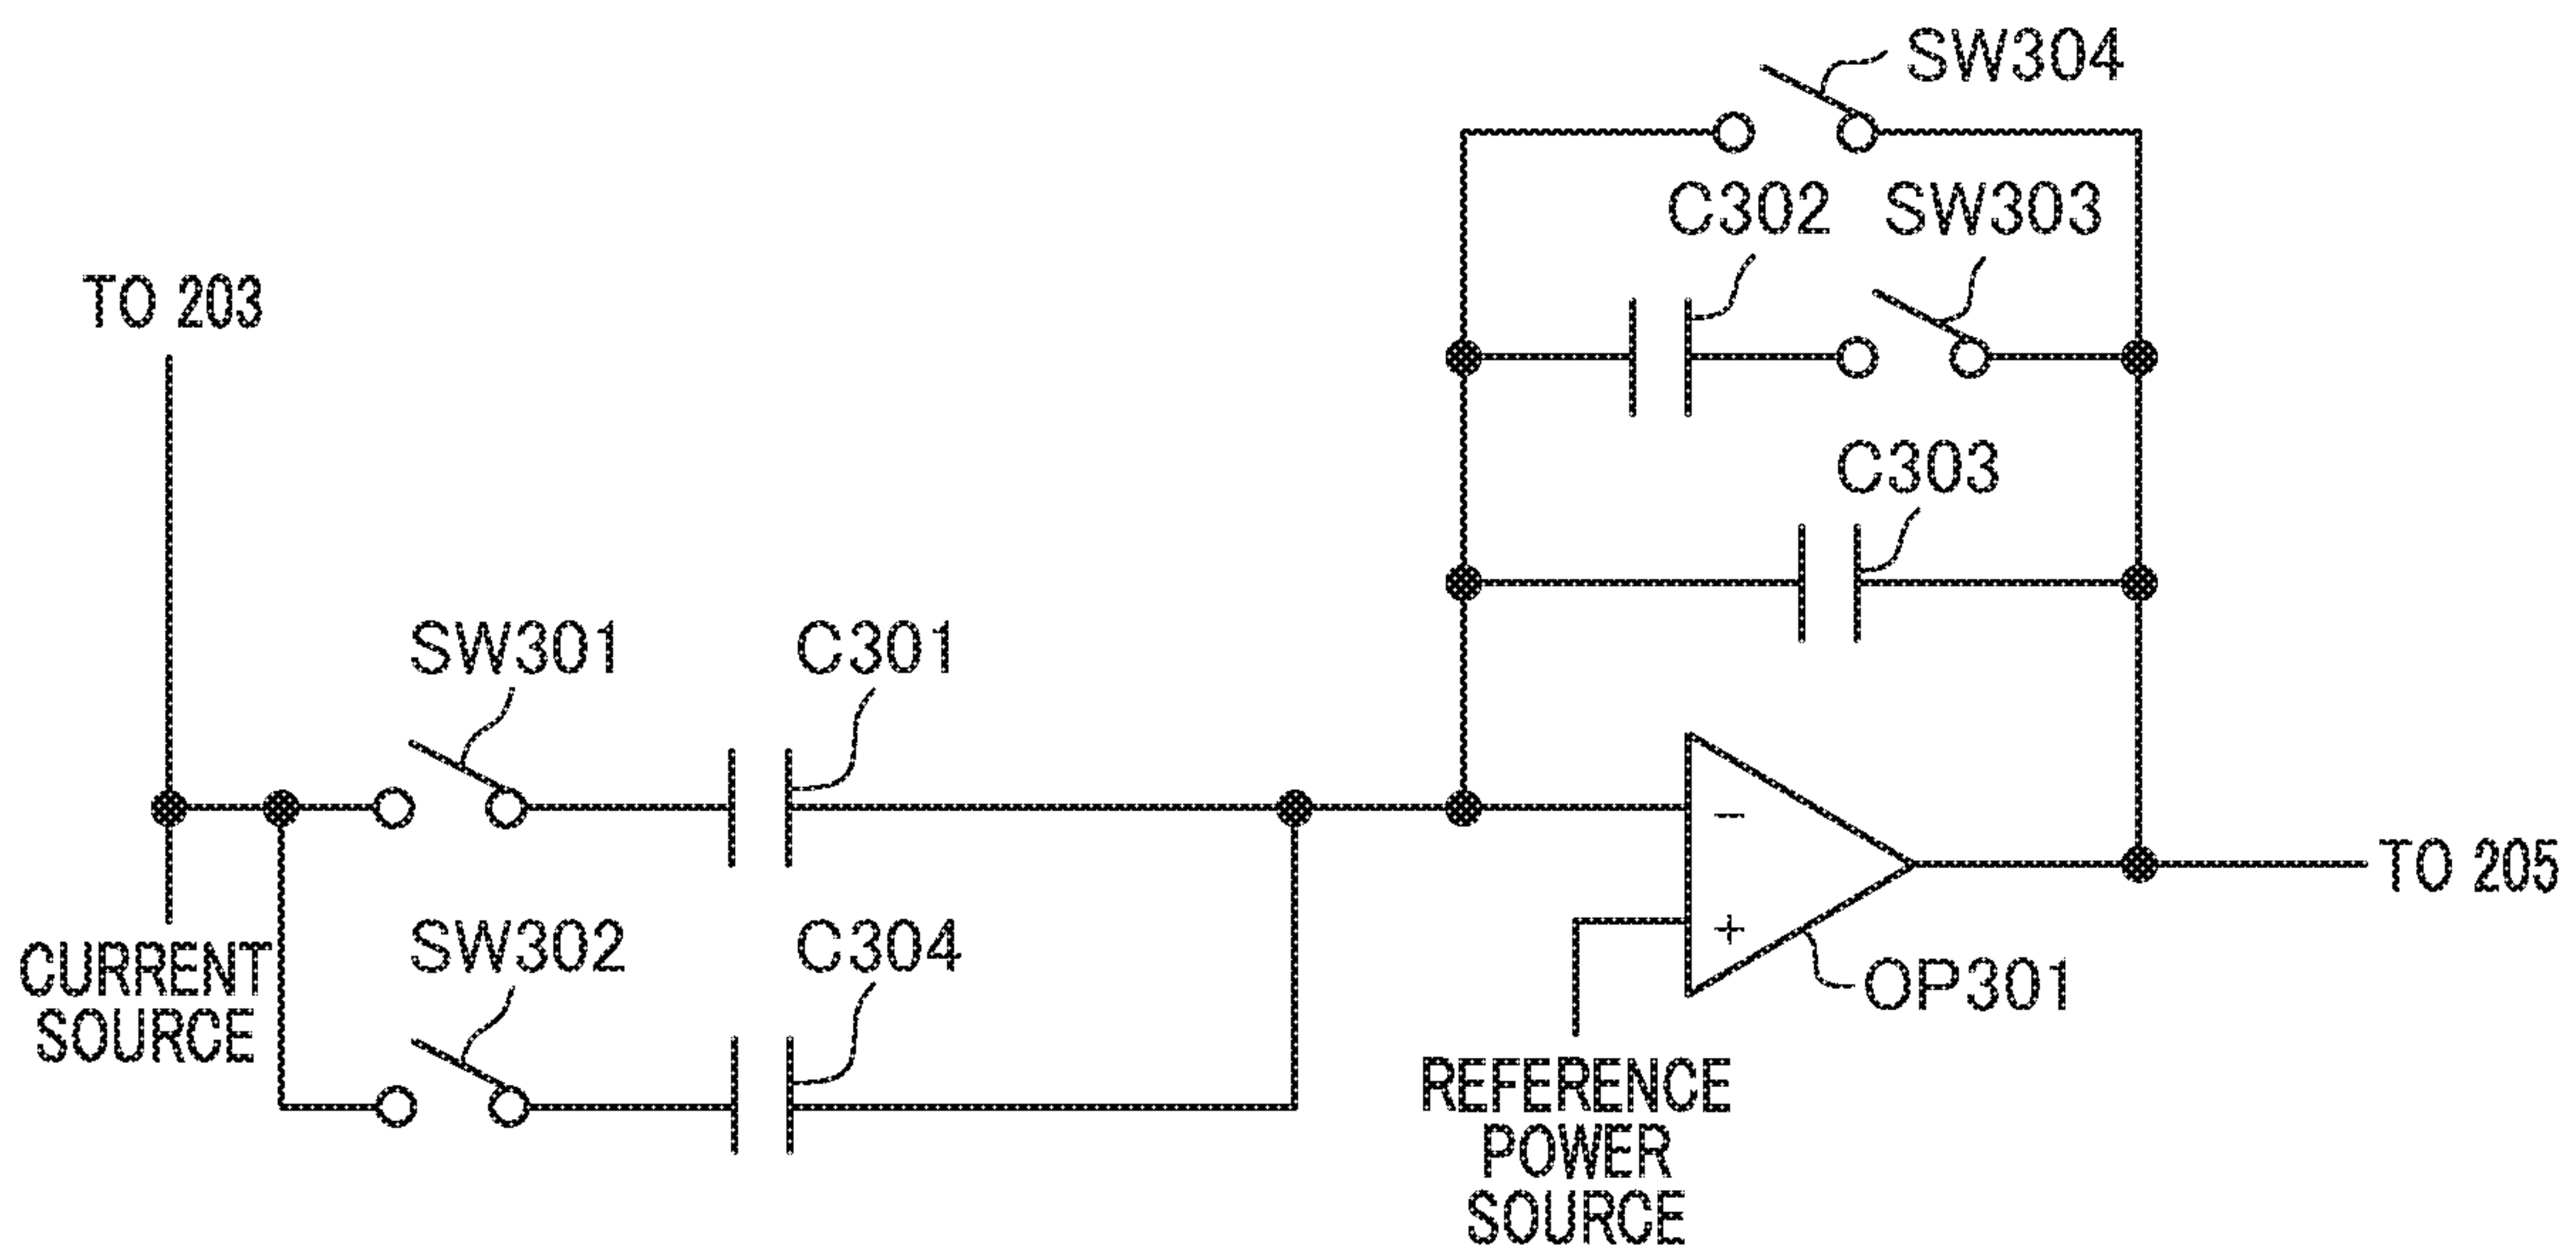 SW304
C302
SW303
TO 203
C303
SW301
C301
-
SW302
C304
TO 205
+
CURRENT
SOURCE
OP301
REFERENCE
POWER
SOURCE